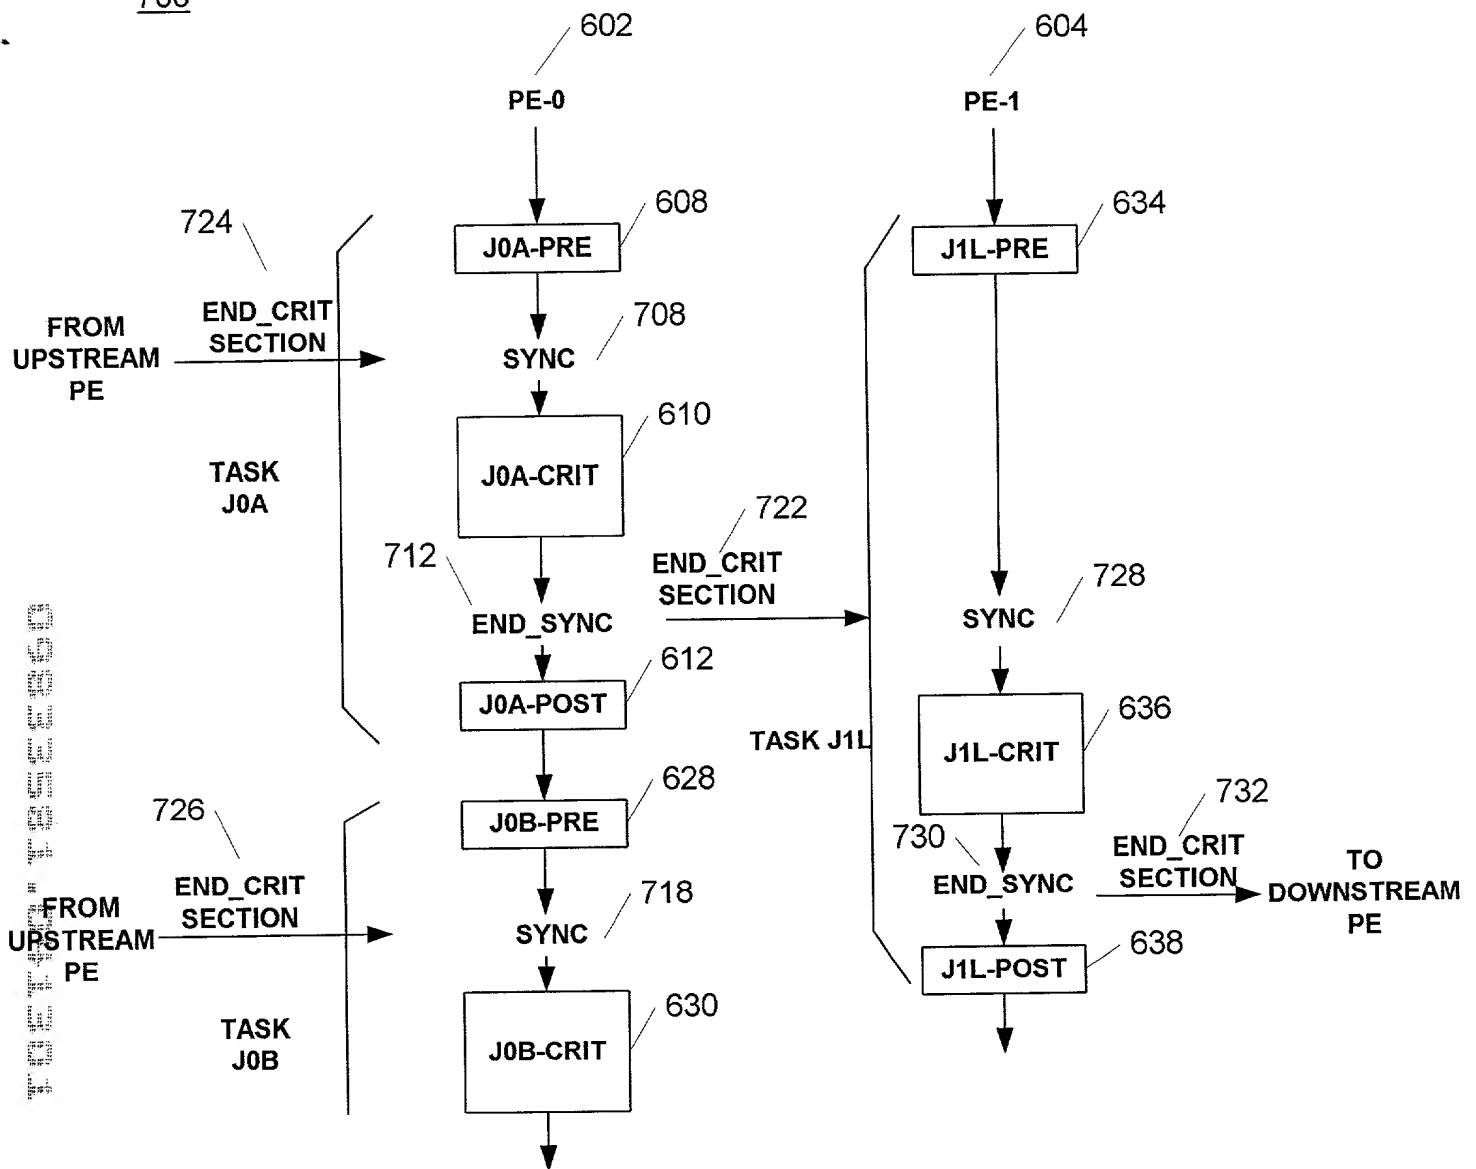 602
604
PE-0
PE-1
608
634
724
J0A-PRE
J1L-PRE
END_CRIT
SECTION
708
FROM
UPSTREAM
PE
SYNC
610
TASK
J0A
J0A-CRIT
722
712
END_CRIT
SECTION
728
END_SYNC
SYNC
612
J0A-POST
636
TASK J1L
J1L-CRIT
628
732
726
J0B-PRE
730
END_CRIT
SECTION
TO
DOWNSTREAM
PE
END_CRIT
SECTION
END_SYNC
718
FROM
UPSTREAM
PE
SYNC
638
J1L-POST
630
TASK
J0B
J0B-CRIT